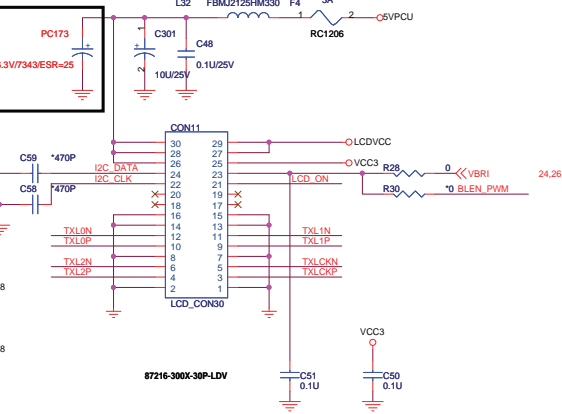 L32 FBMJ2125HM330 F4 3A
5VPCU
RC1206
PC173
+
C301
+
1
2
10U/25V
C48
0.1U/25V
1 2
.3V/7343/ESR=25
CON11
30 29 LCDVCC
28 27
26 25 VCC3
C59 *470P I2C_DATA 24 23 R28 0 VBRI 24,26
C58 *470P I2C_CLK 22 21 LCD_ON
20 19 R30 *0 BLEN_PWM
18 17
16 15
14 13
TXL0N 12 11 TXL1N
TXL0P 10 9 TXL1P
8 7
TXL2N 6 5 TXLCKN
TXL2P 4 3 TXLCKP
2 1
LCD_CON30
8
8
VCC3
87216-300X-30P-LDV
C51
0.1U
C50
0.1U